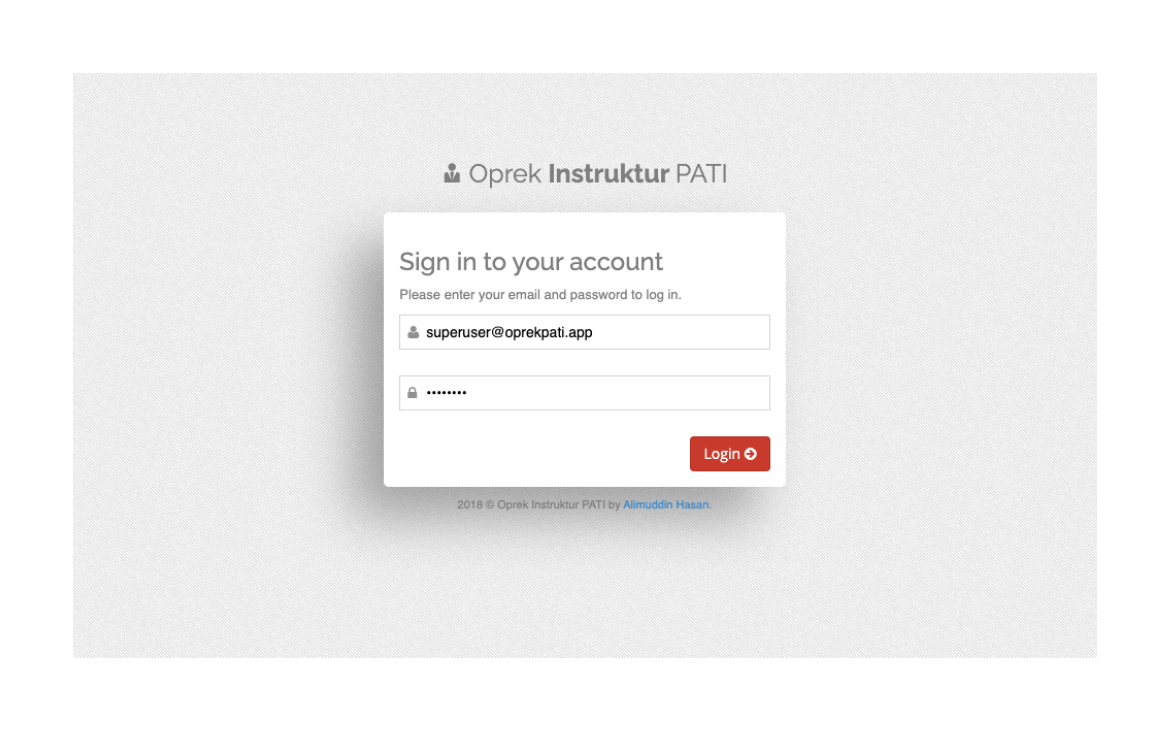 Oprek Instruktur PATI
Sign in to your account
Please enter your email and password to log in.
superuser@oprekpati.app
••••••••
Login
2018 © Oprek Instruktur PATI by Alimuddin Hasan.